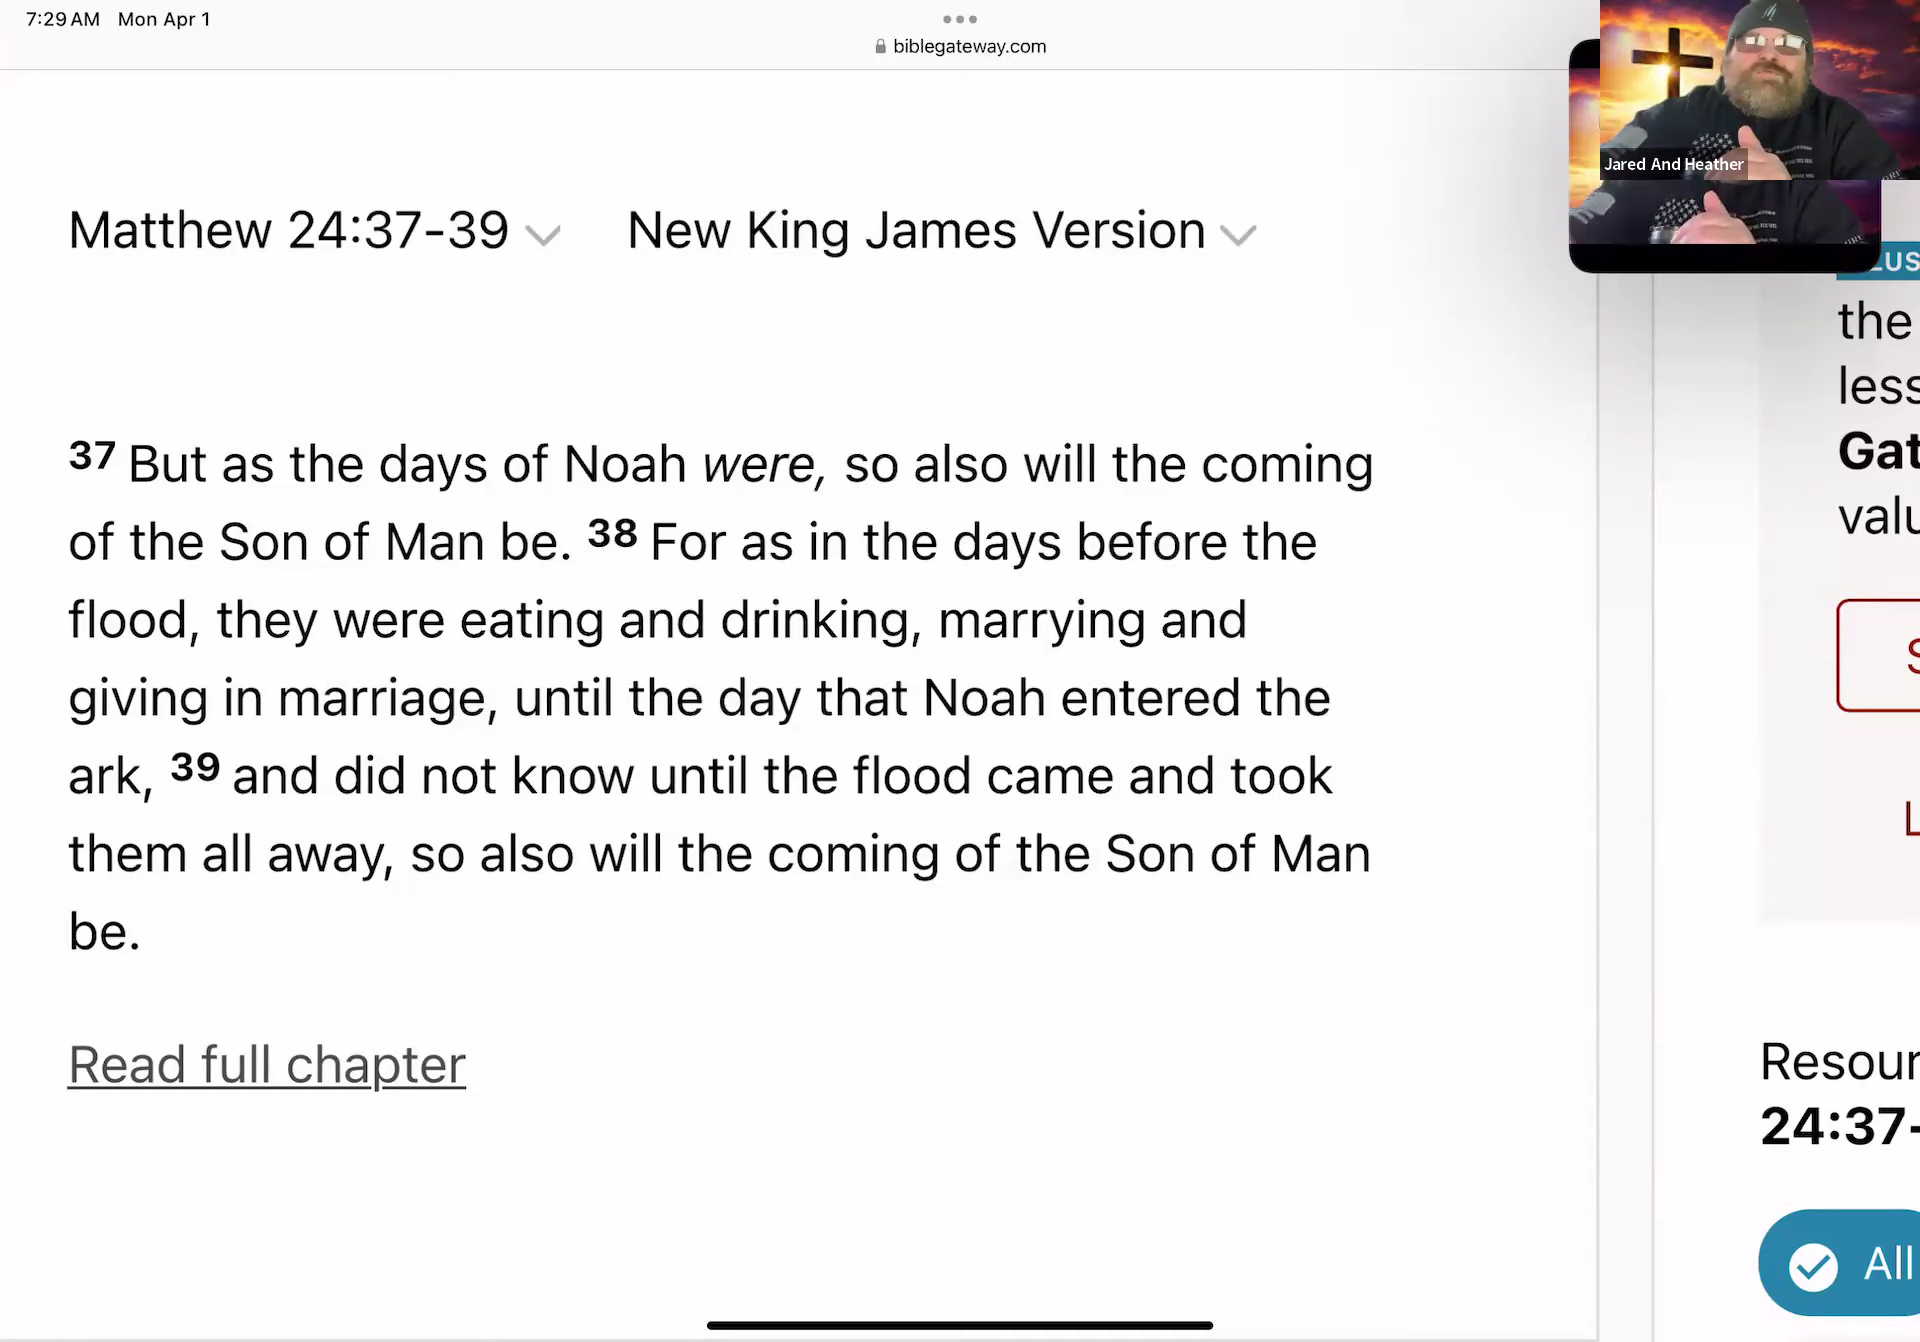 7:29 AM Mon Apr 1
biblegateway.com
Jared And Heather
Matthew 24:37-39
New King James Version
37 But as the days of Noah were, so also will the coming
of the Son of Man be. 38 For as in the days before the
flood, they were eating and drinking, marrying and
giving in marriage, until the day that Noah entered the
ark, 39 and did not know until the flood came and took
them all away, so also will the coming of the Son of Man
be.
Read full chapter
LUS
the
less
Gat
valu
S
L
Resour
24:37-
All